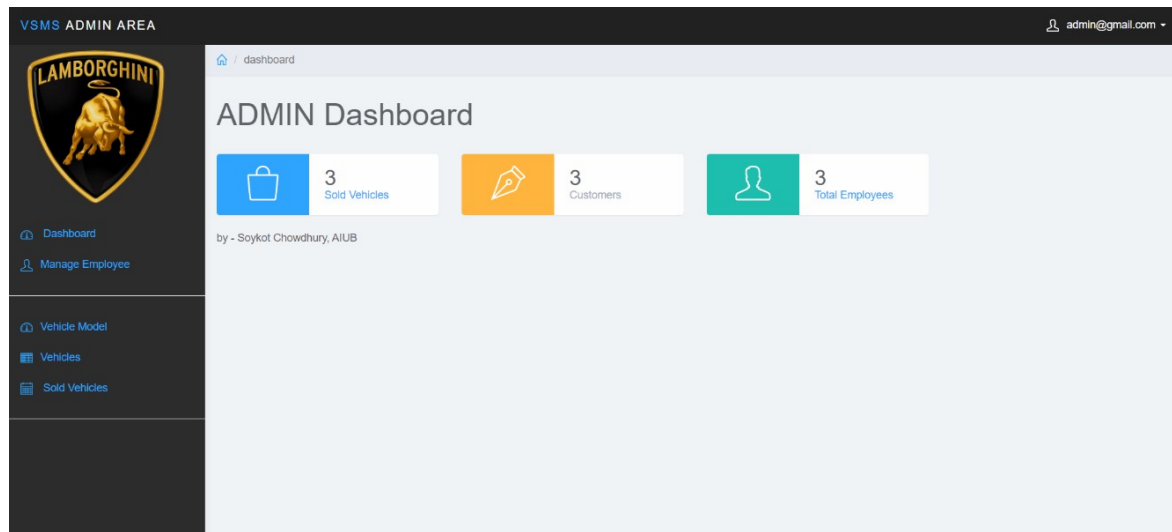 VSMS ADMIN AREA
admin@gmail.com
LAMBORGHINI
/ dashboard
ADMIN Dashboard
3
Sold Vehicles
3
Customers
3
Total Employees
by - Soykot Chowdhury, AIUB
Dashboard
Manage Employee
Vehicle Model
Vehicles
Sold Vehicles